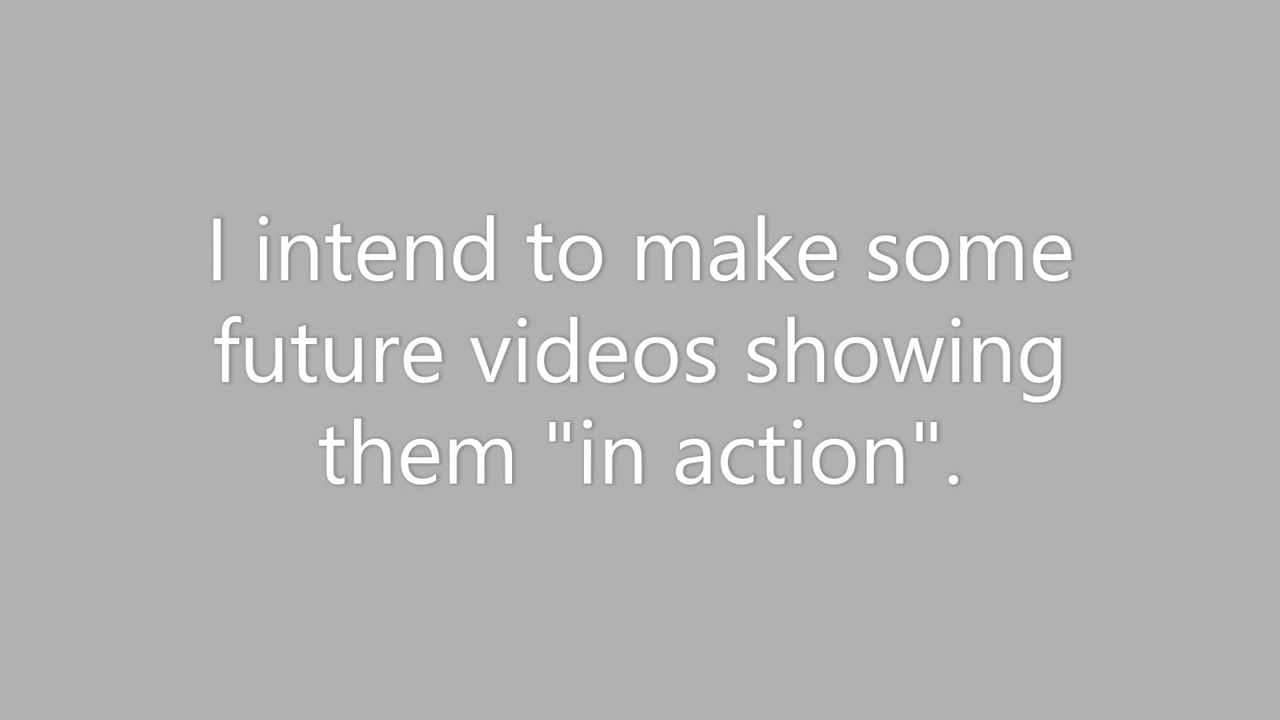 I intend to make some
future videos showing
them "in action".